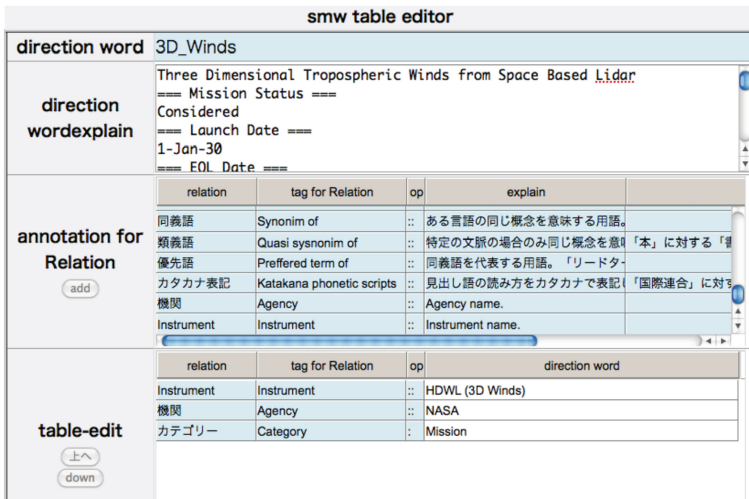 smw table editor
direction word 3D_Winds
direction wordexplain
Three Dimensional Tropospheric Winds from Space Based Lidar
=== Mission Status ===
Considered
=== Launch Date ===
1-Jan-30
=== EOL Date ===
annotation for Relation
add
relation tag for Relation op explain
同義語 Synonim of :: ある言語の同じ概念を意味する用語。
類義語 Quasi sysnonim of :: 特定の文脈の場合のみ同じ概念を意 「本」に対する「
優先語 Preffered term of :: 同義語を代表する用語。「リードター
カタカナ表記 Katakana phonetic scripts :: 見出し語の読み方をカタカナで表記 「国際連合」に対す
機関 Agency :: Agency name.
Instrument Instrument :: Instrument name.
table-edit
上へ
down
relation tag for Relation op direction word
Instrument Instrument :: HDWL (3D Winds)
機関 Agency :: NASA
カテゴリー Category : Mission